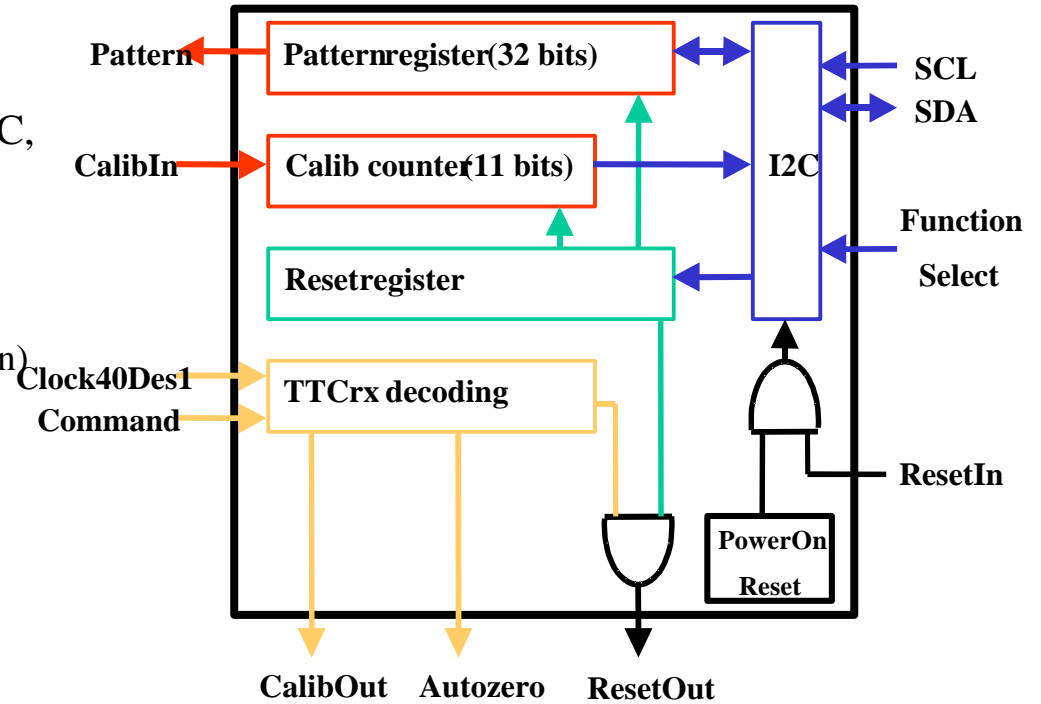 Pattern
Patternregister(32 bits)
SCL
SDA
C,
CalibIn
Calib counter(11 bits)
I2C
Function
Select
Resetregister
n)
Clock40Des1
Command
TTCrx decoding
ResetIn
PowerOn
Reset
CalibOut Autozero ResetOut